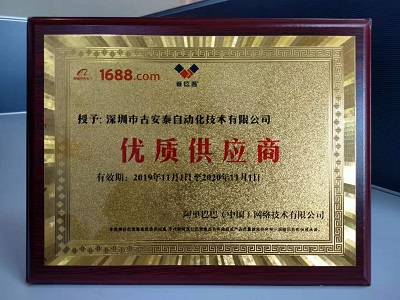 1688.com
授予: 深圳市古安泰自动化技术有限公司
优质供应商
有效期: 2019年11月1日至2020年11月1日
阿里巴巴（中国）网络技术有限公司